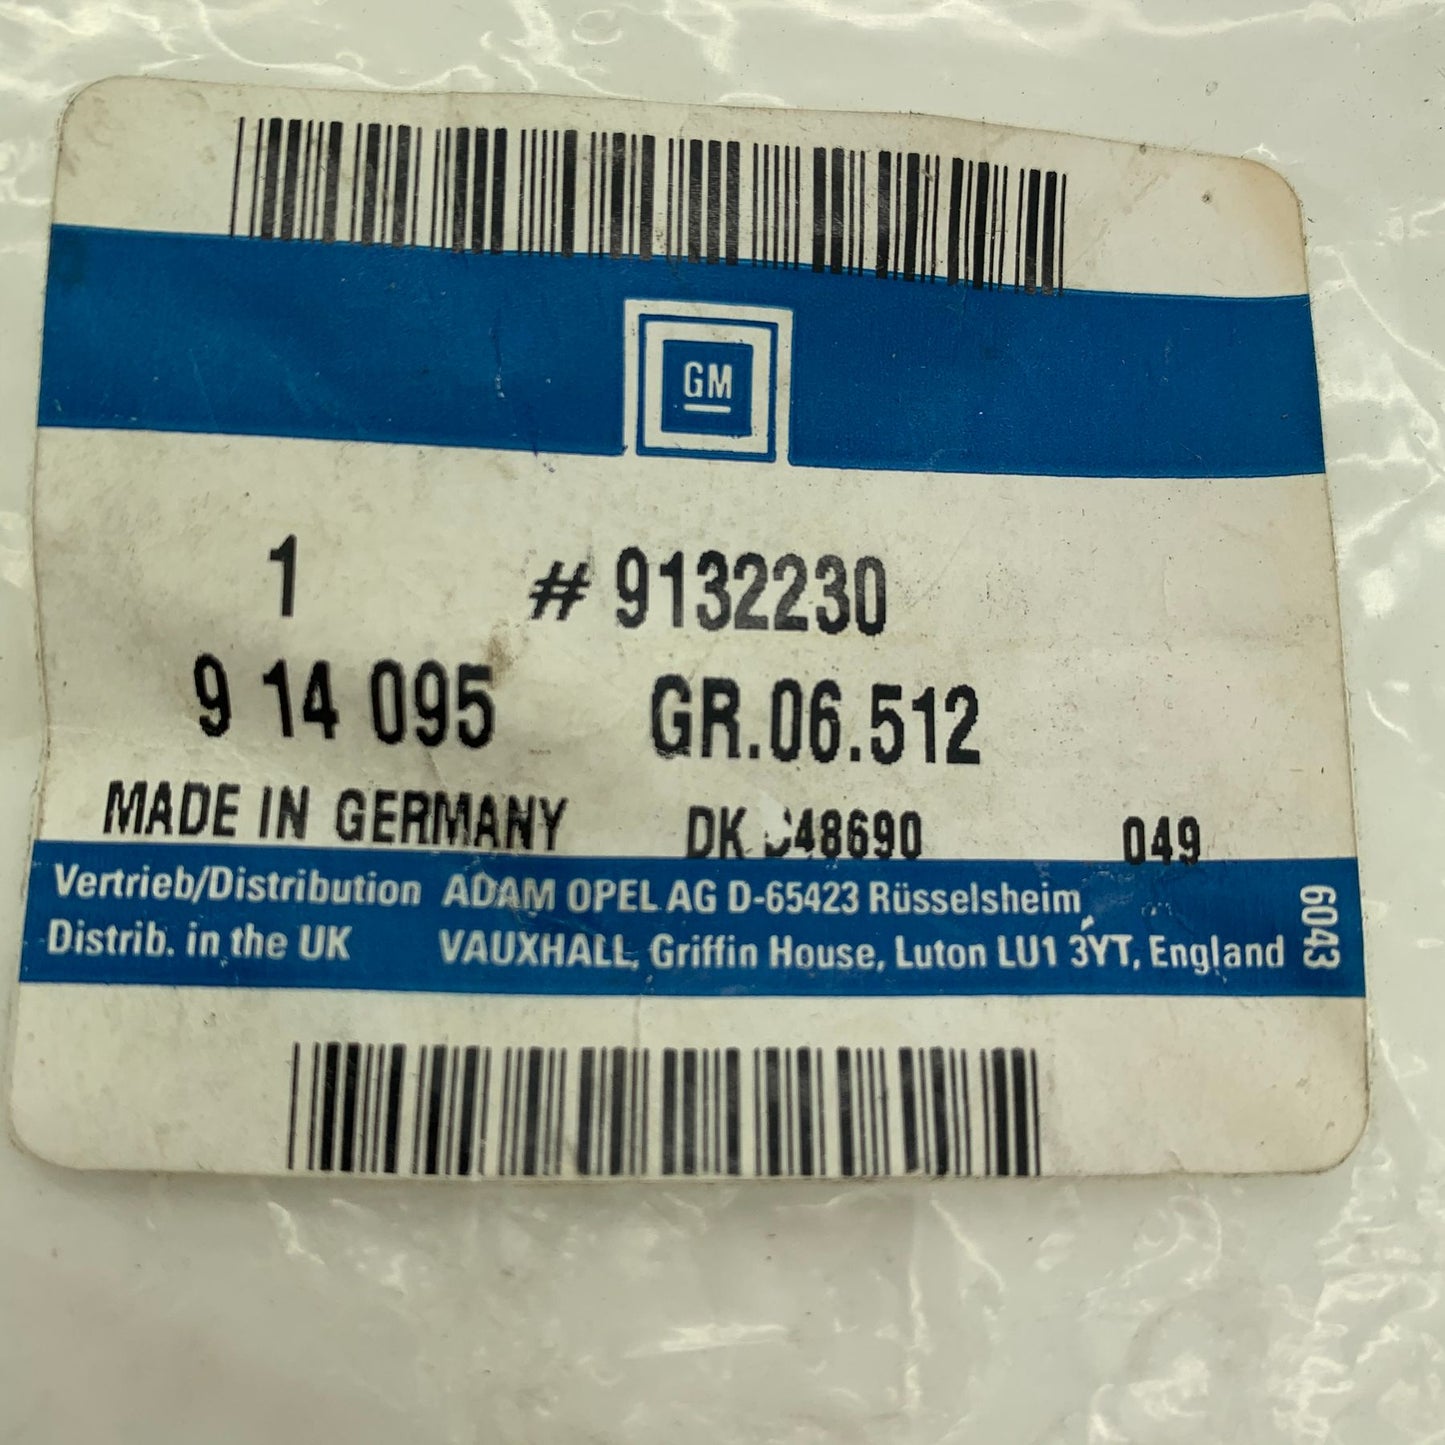 GM
1 # 9132230
9 14 095 GR.06.512
MADE IN GERMANY DK 049
Vertrieb/Distribution ADAM OPEL AG D-65423 Rüsselsheim
Distrib. in the UK VAUXHALL, Griffin House, Luton LU1 3YT, England
6043